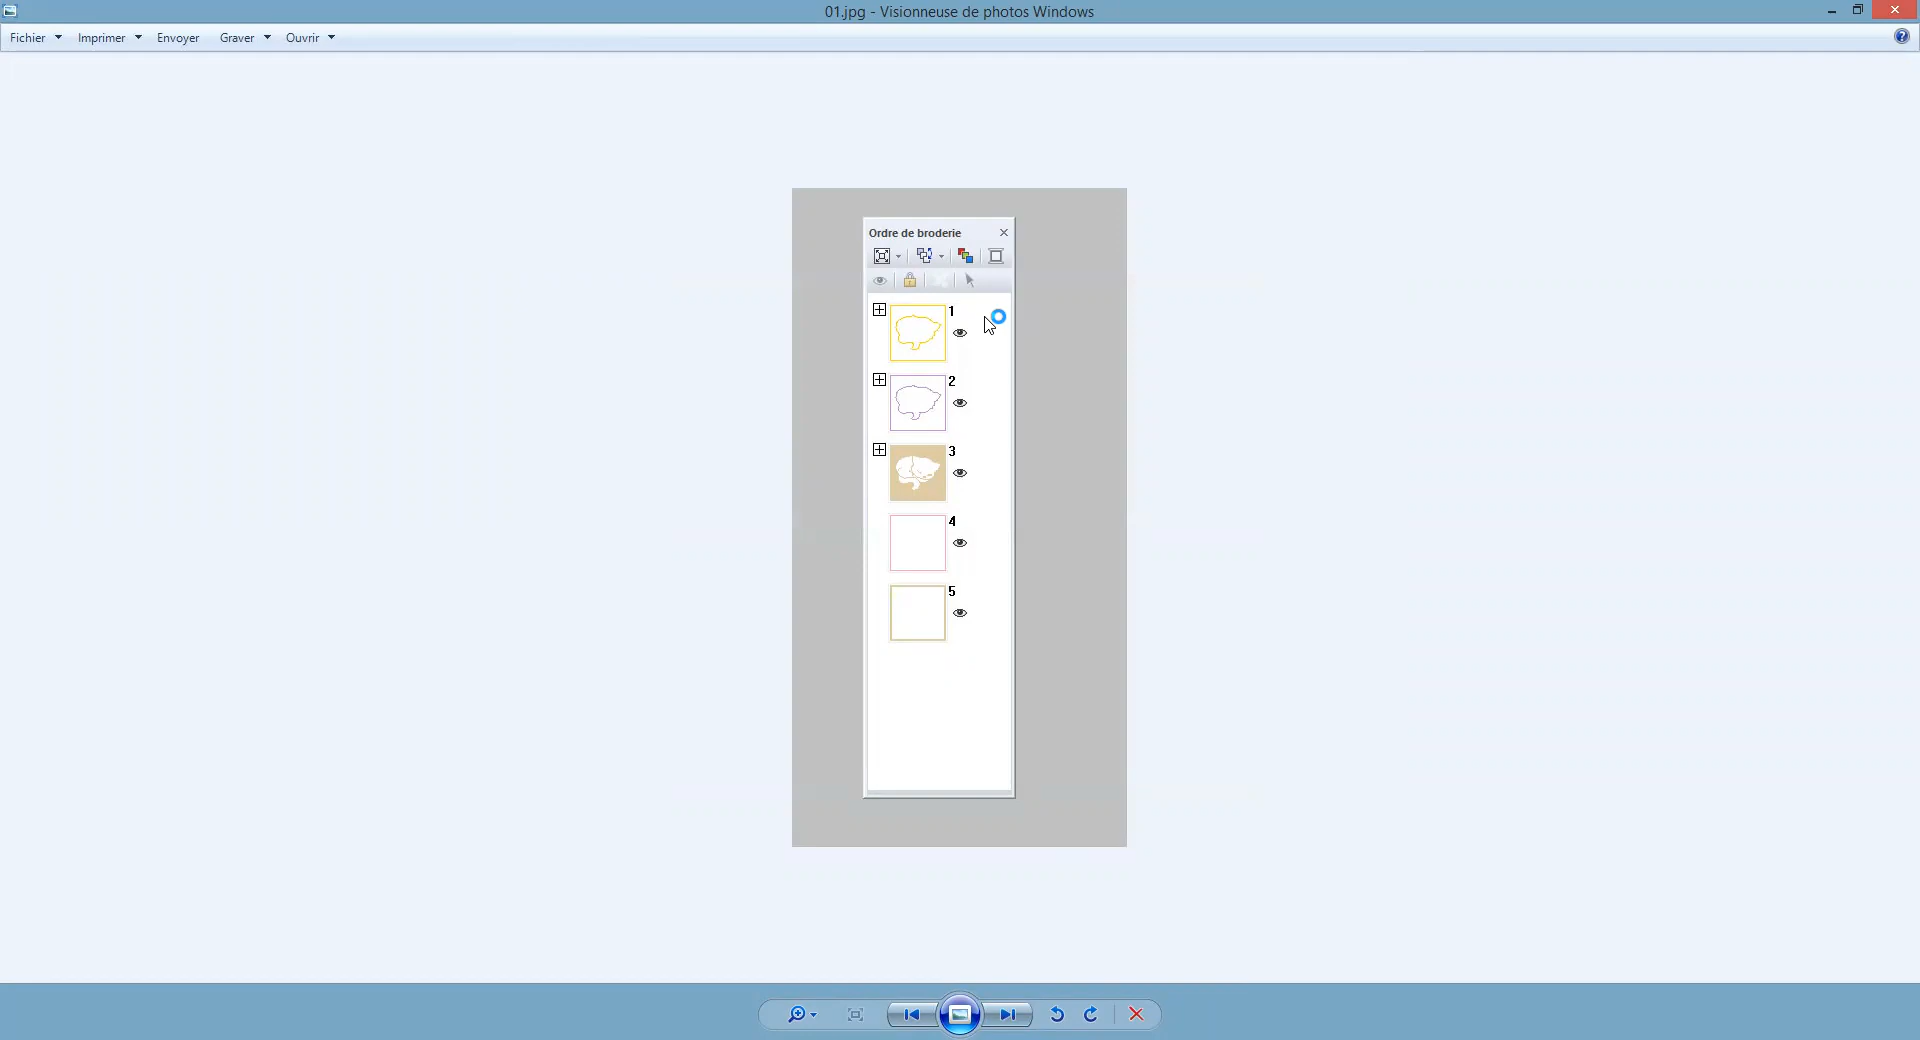 01.jpg - Visionneuse de photos Windows
Fichier Imprimer Envoyer Graver Ouvrir
Ordre de broderie
1
2
3
4
5